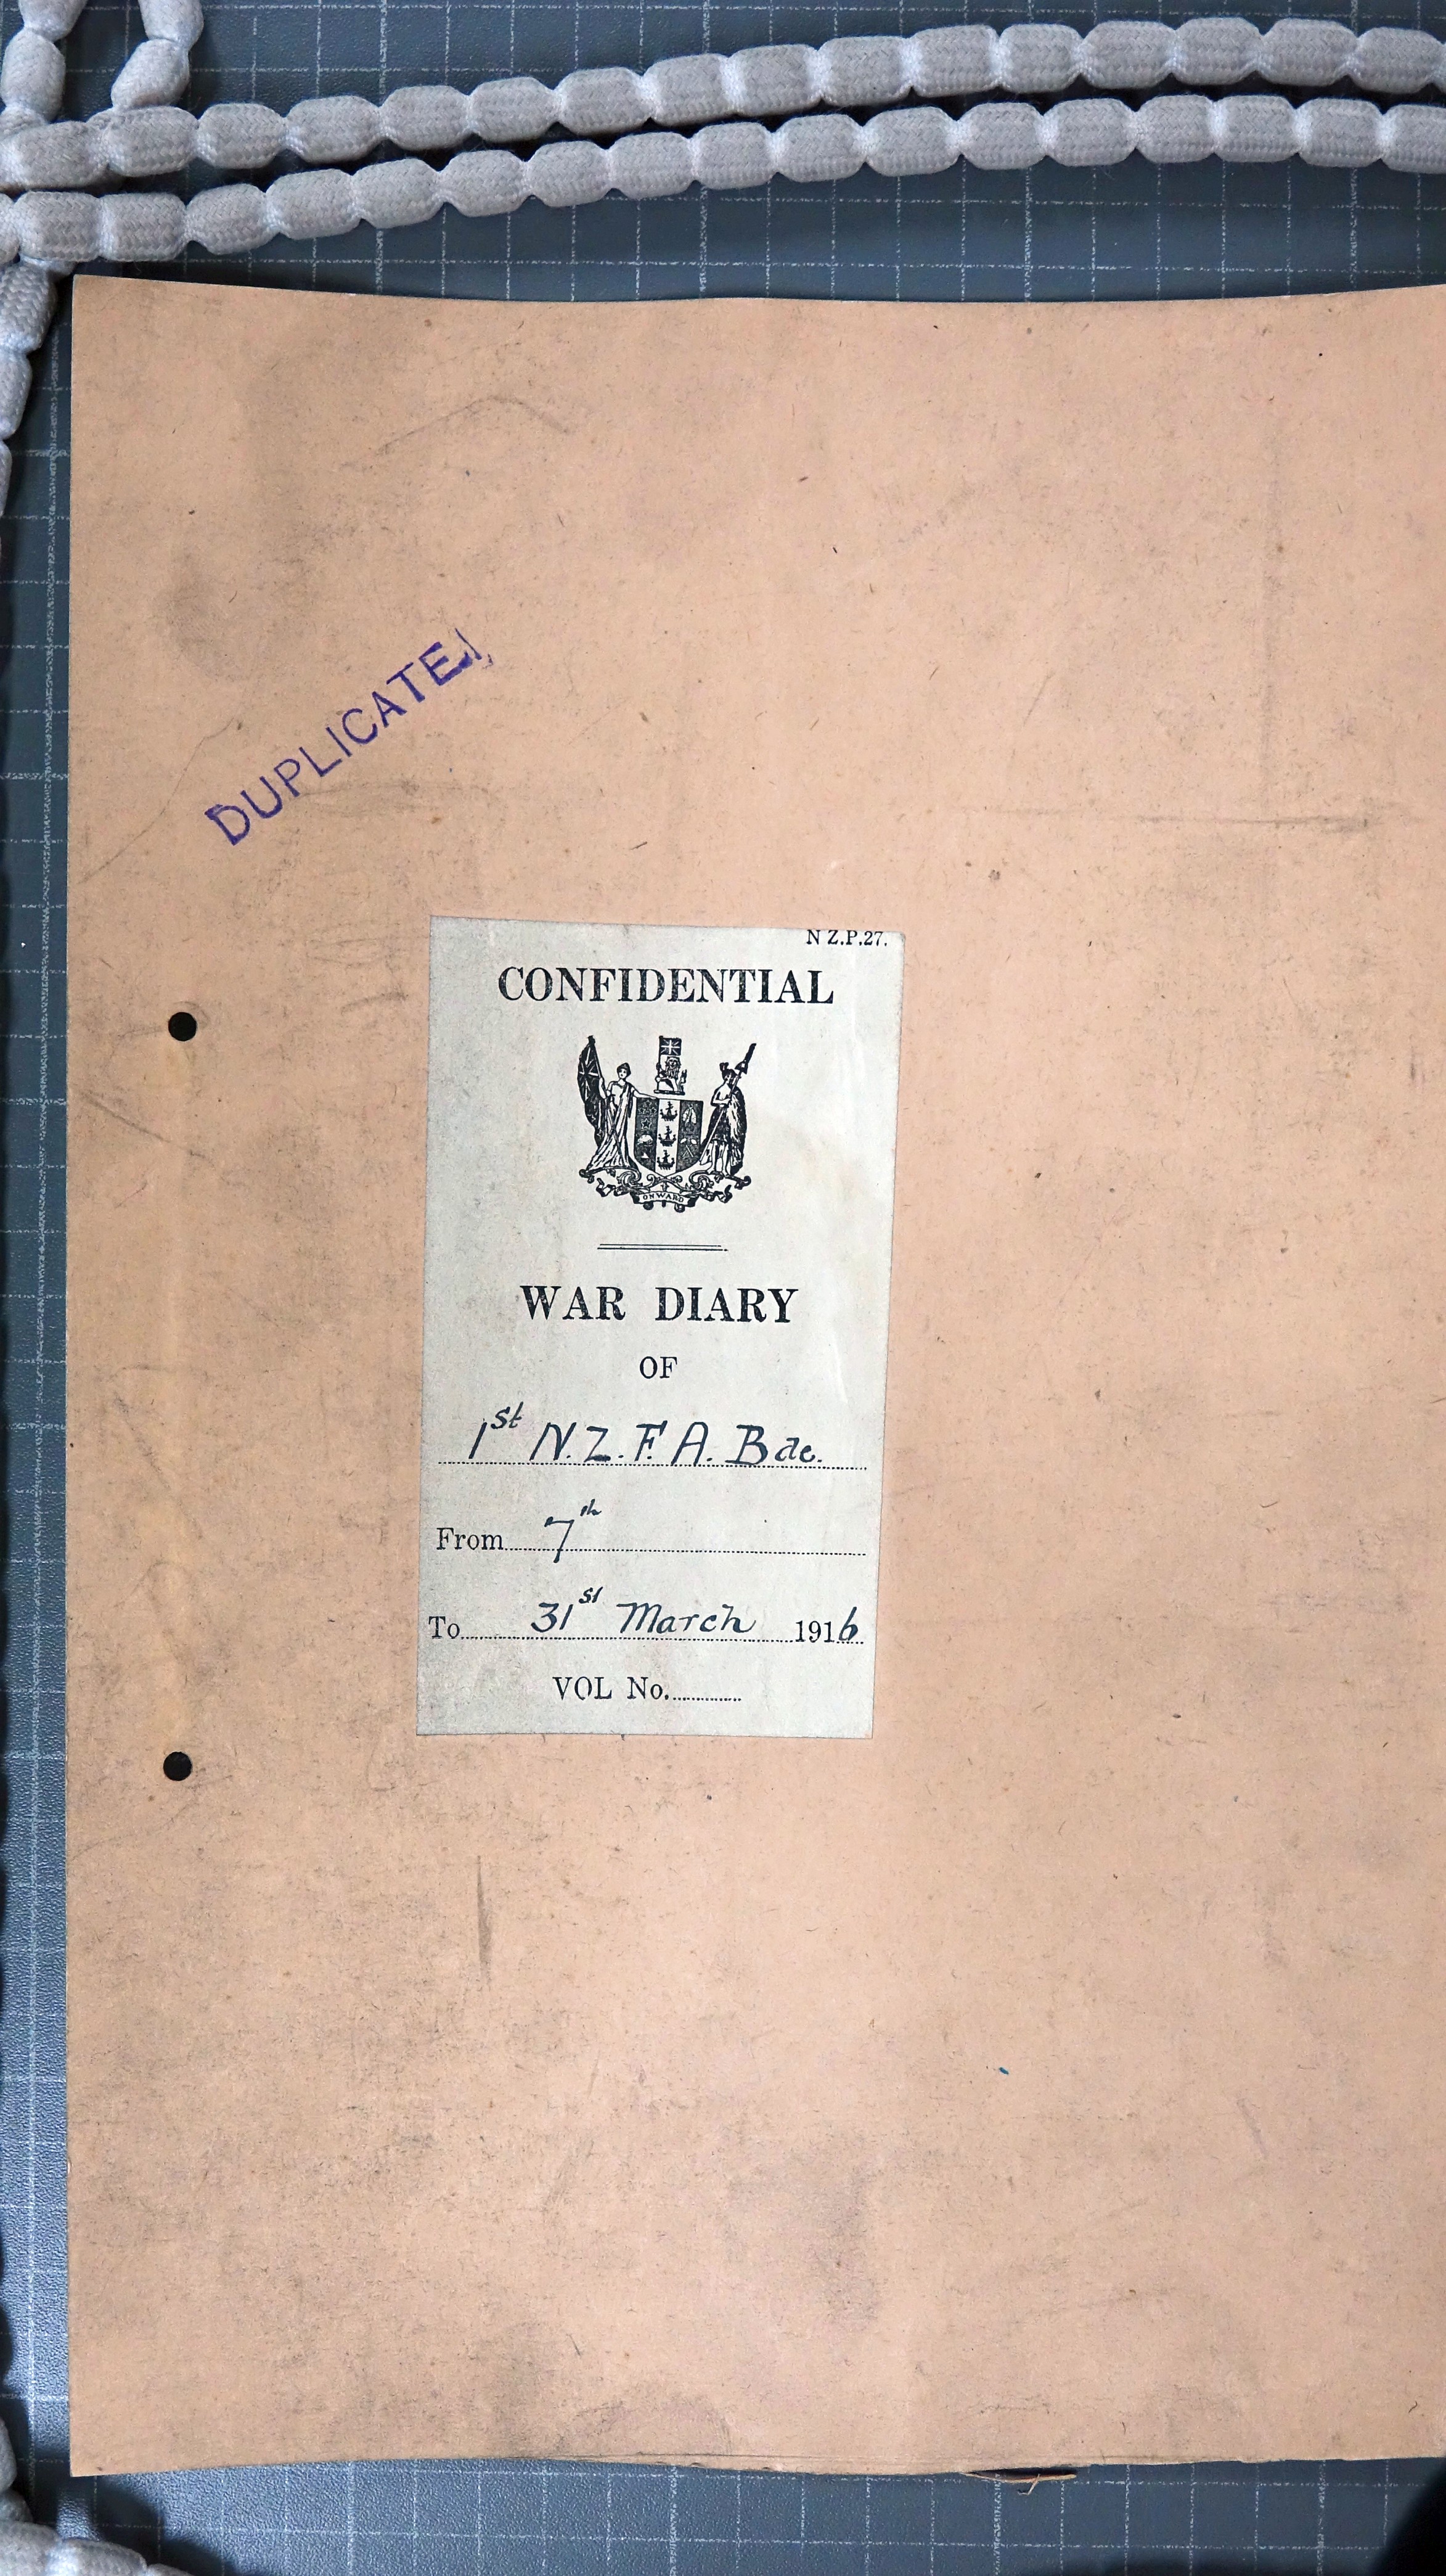 DUPLICATE
N Z.P.27.
CONFIDENTIAL
ONWARD
WAR DIARY
OF
1st N.Z.F.A. Bde.
From 7th
To 31st March 1916
VOL No.